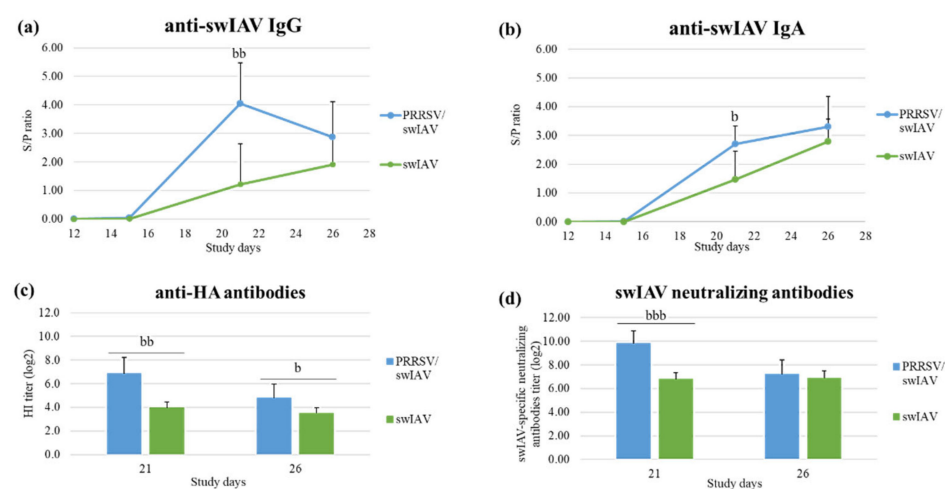 (a)
anti-swIAV IgG
6.00
5.00
4.00
3.00
2.00
1.00
0.00
S/P ratio
bb
12 14 16 18 20 22 24 26 28
Study days
PRRSV/
swIAV
swIAV
(b)
anti-swIAV IgA
6.00
5.00
4.00
3.00
2.00
1.00
0.00
S/P ratio
b
12 14 16 18 20 22 24 26 28
Study days
PRRSV/
swIAV
swIAV
(c)
anti-HA antibodies
12.0
10.0
8.0
6.0
4.0
2.0
0.0
HI titer (log2)
bb
b
21 26
Study days
PRRSV/
swIAV
swIAV
(d)
swIAV neutralizing antibodies
12.00
10.00
8.00
6.00
4.00
2.00
0.00
swIAV-specific neutralizing
antibodies titer (log2)
bbb
21 26
Study days
PRRSV/
swIAV
swIAV